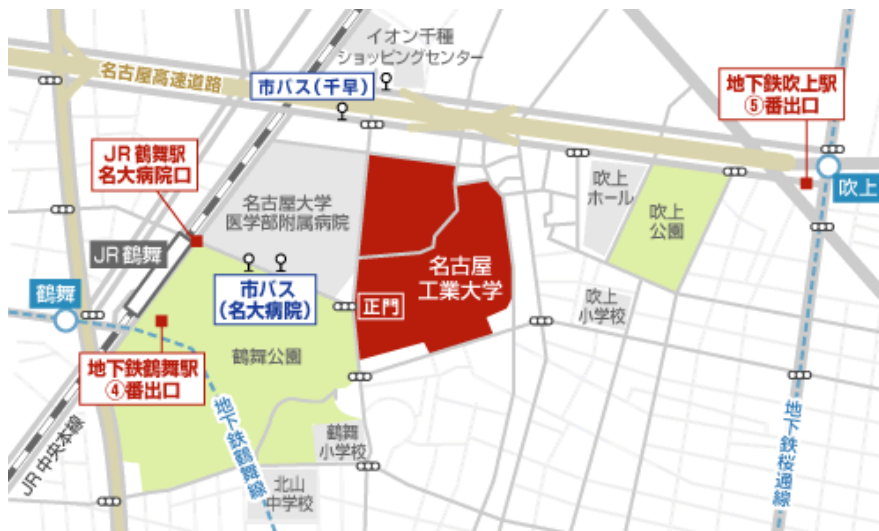 イオン千種
ショッピングセンター
名古屋高速道路
市バス(千早)
地下鉄吹上駅
⑤番出口
JR鶴舞駅
名大病院口
名古屋大学
医学部附属病院
吹上
ホール
吹上
公園
吹上
JR鶴舞
名古屋
工業大学
鶴舞
市バス
(名大病院)
正門
吹上
小学校
地下鉄鶴舞駅
④番出口
鶴舞公園
地下鉄鶴舞線
地下鉄桜通線
鶴舞
小学校
JR中央本線
北山
中学校